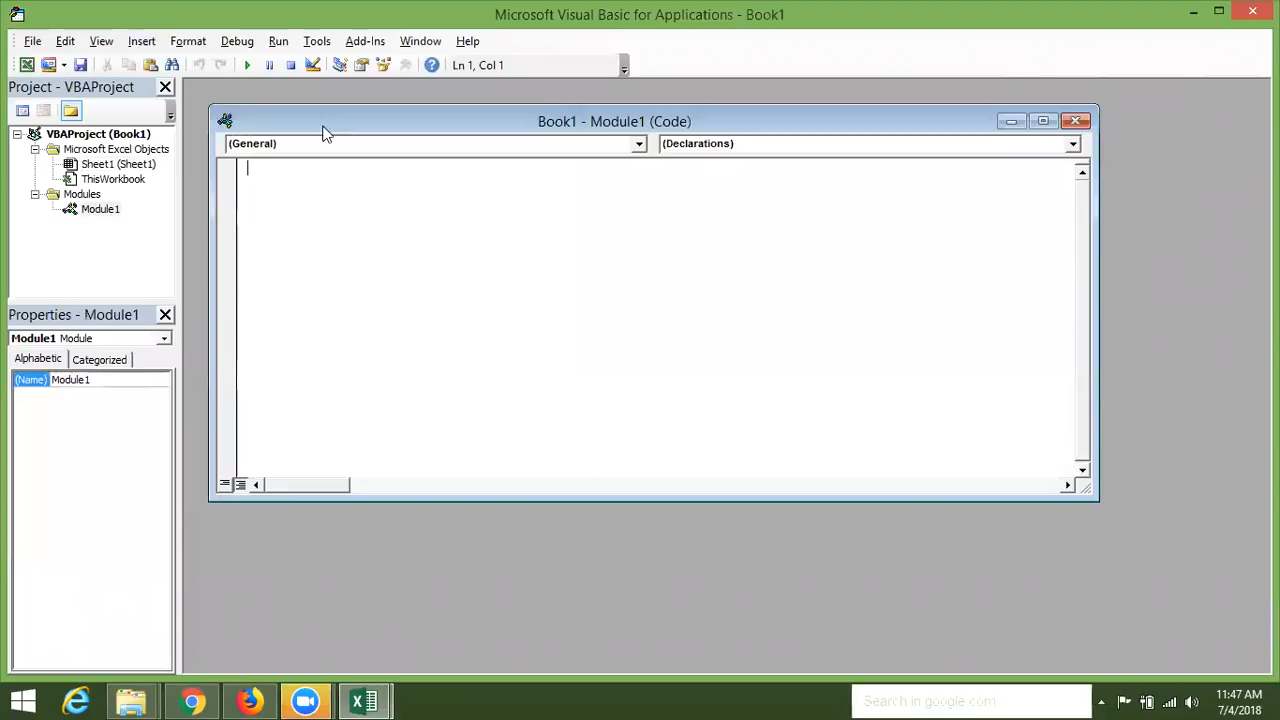 Microsoft Visual Basic for Applications - Book1
File Edit View Insert Format Debug Run Tools Add-Ins Window Help
Ln 1, Col 1
Project - VBAProject
VBAProject (Book1)
Microsoft Excel Objects
Sheet1 (Sheet1)
ThisWorkbook
Modules
Module1
Properties - Module1
Module1 Module
Alphabetic Categorized
(Name) Module1
Book1 - Module1 (Code)
(General) (Declarations)
Search in google.com
11:47 AM
7/4/2018